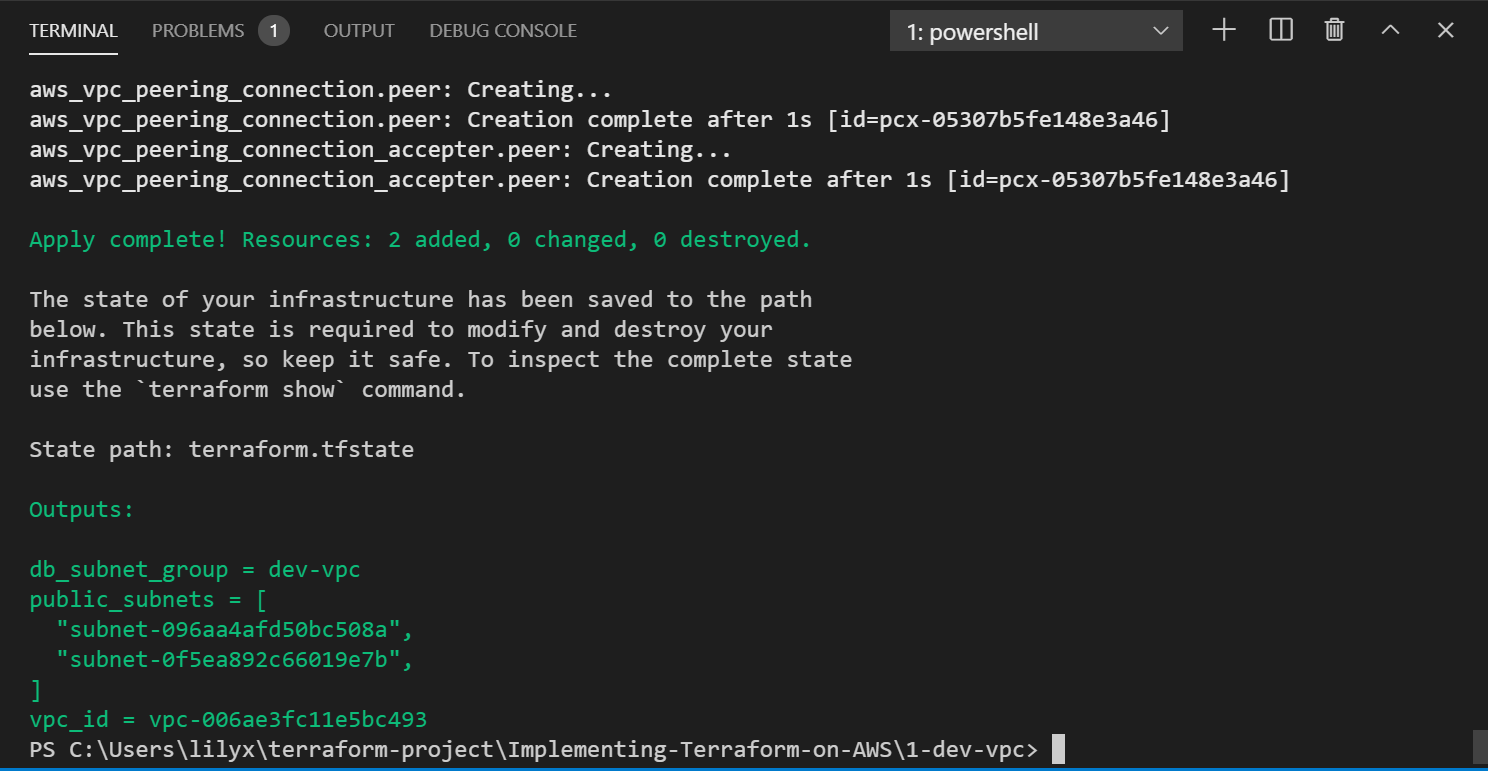 TERMINAL PROBLEMS 1 OUTPUT DEBUG CONSOLE 1: powershell
aws_vpc_peering_connection.peer: Creating...
aws_vpc_peering_connection.peer: Creation complete after 1s [id=pcx-05307b5fe148e3a46]
aws_vpc_peering_connection_accepter.peer: Creating...
aws_vpc_peering_connection_accepter.peer: Creation complete after 1s [id=pcx-05307b5fe148e3a46]
Apply complete! Resources: 2 added, 0 changed, 0 destroyed.
The state of your infrastructure has been saved to the path
below. This state is required to modify and destroy your
infrastructure, so keep it safe. To inspect the complete state
use the `terraform show` command.
State path: terraform.tfstate
Outputs:
db_subnet_group = dev-vpc
public_subnets = [
  "subnet-096aa4afd50bc508a",
  "subnet-0f5ea892c66019e7b",
]
vpc_id = vpc-006ae3fc11e5bc493
PS C:\Users\lilyx\terraform-project\Implementing-Terraform-on-AWS\1-dev-vpc>